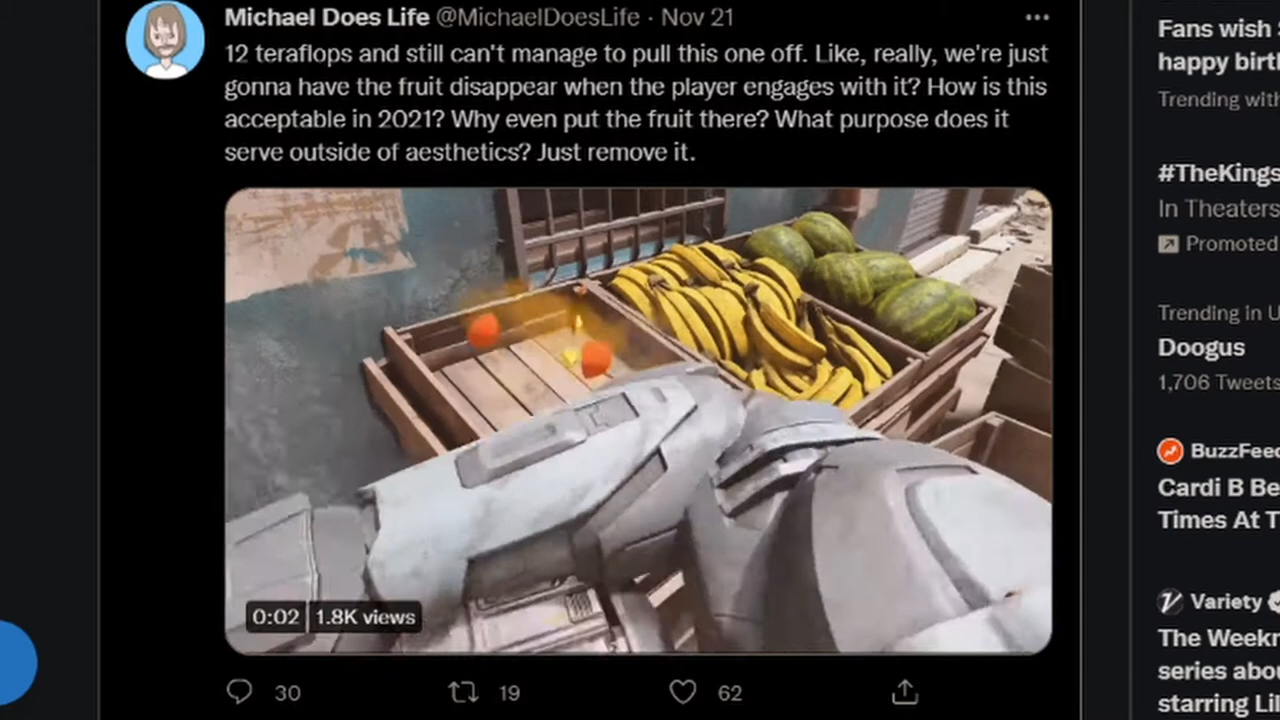 Michael Does Life @MichaelDoesLife · Nov 21
12 teraflops and still can't manage to pull this one off. Like, really, we're just
gonna have the fruit disappear when the player engages with it? How is this
acceptable in 2021? Why even put the fruit there? What purpose does it
serve outside of aesthetics? Just remove it.
0:02 1.8K views
30 19 62
Fans wish
happy birt
Trending wit
#TheKings
In Theaters
Promoted
Trending in U
Doogus
1,706 Tweets
BuzzFeed
Cardi B Be
Times At T
Variety
The Week
series abou
starring Lil